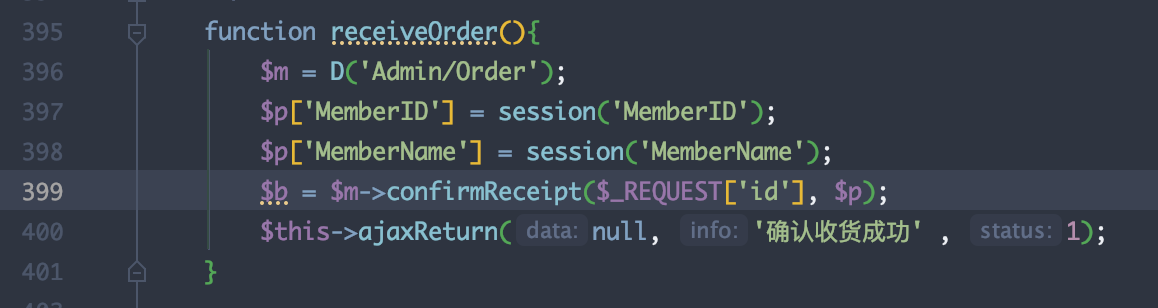 395 function receiveOrder(){
396 $m = D('Admin/Order');
397 $p['MemberID'] = session('MemberID');
398 $p['MemberName'] = session('MemberName');
399 $b = $m->confirmReceipt($_REQUEST['id'], $p);
400 $this->ajaxReturn( data: null, info: '确认收货成功' , status: 1);
401 }